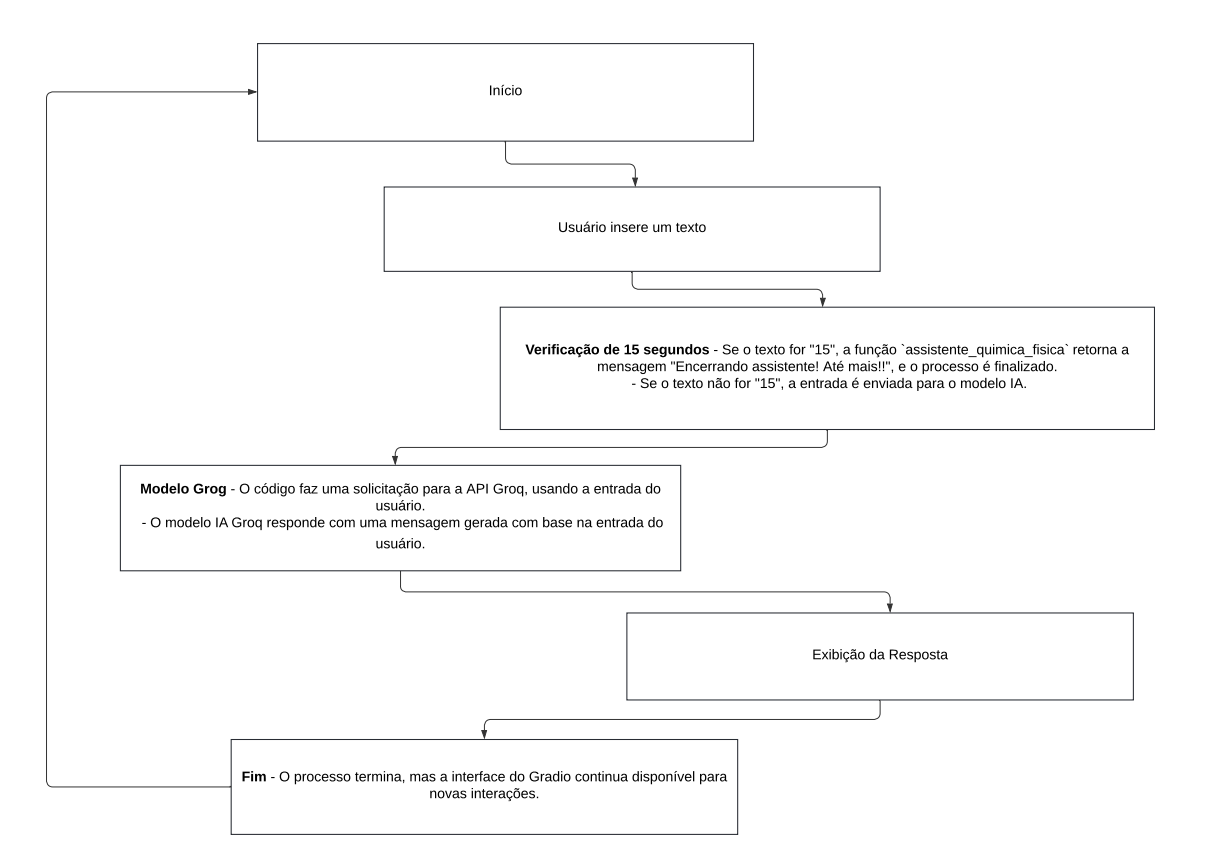 Início
Usuário insere um texto
Verificação de 15 segundos - Se o texto for "15", a função `assistente_quimica_fisica` retorna a
mensagem "Encerrando assistente! Até mais!!", e o processo é finalizado.
- Se o texto não for "15", a entrada é enviada para o modelo IA.
Modelo Grog - O código faz uma solicitação para a API Groq, usando a entrada do
usuário.
- O modelo IA Groq responde com uma mensagem gerada com base na entrada do
usuário.
Exibição da Resposta
Fim - O processo termina, mas a interface do Gradio continua disponível para
novas interações.